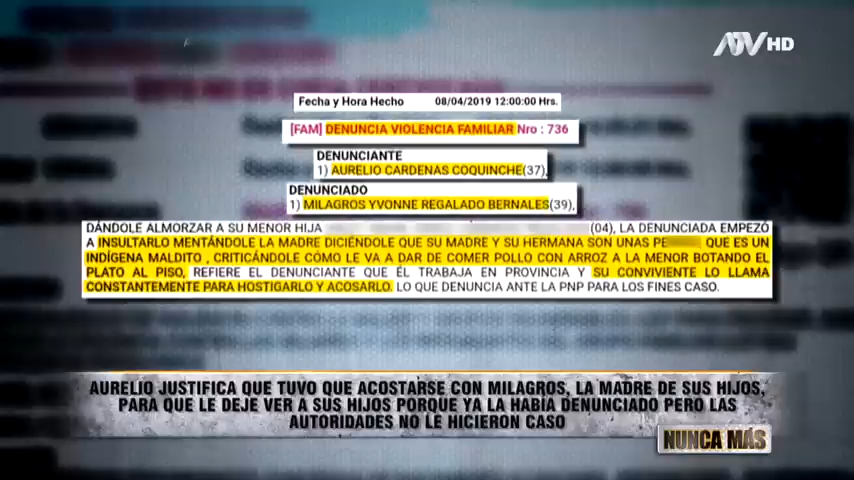 ATV HD
Fecha y Hora Hecho 08/04/2019 12:00:00 Hrs.
[FAM] DENUNCIA VIOLENCIA FAMILIAR Nro : 736
DENUNCIANTE
1) AURELIO CARDENAS COQUINCHE(37),
DENUNCIADO
1) MILAGROS YVONNE REGALADO BERNALES(39),
DÁNDOLE ALMORZAR A SU MENOR HIJA (04), LA DENUNCIADA EMPEZÓ
A INSULTARLO MENTÁNDOLE LA MADRE DICIÉNDOLE QUE SU MADRE Y SU HERMANA SON UNAS PE QUE ES UN
INDÍGENA MALDITO , CRITICÁNDOLE CÓMO LE VA A DAR DE COMER POLLO CON ARROZ A LA MENOR BOTANDO EL
PLATO AL PISO, REFIERE EL DENUNCIANTE QUE ÉL TRABAJA EN PROVINCIA Y SU CONVIVIENTE LO LLAMA
CONSTANTEMENTE PARA HOSTIGARLO Y ACOSARLO. LO QUE DENUNCIA ANTE LA PNP PARA LOS FINES CASO.
AURELIO JUSTIFICA QUE TUVO QUE ACOSTARSE CON MILAGROS, LA MADRE DE SUS HIJOS,
PARA QUE LE DEJE VER A SUS HIJOS PORQUE YA LA HABÍA DENUNCIADO PERO LAS
AUTORIDADES NO LE HICIERON CASO
NUNCA MÁS